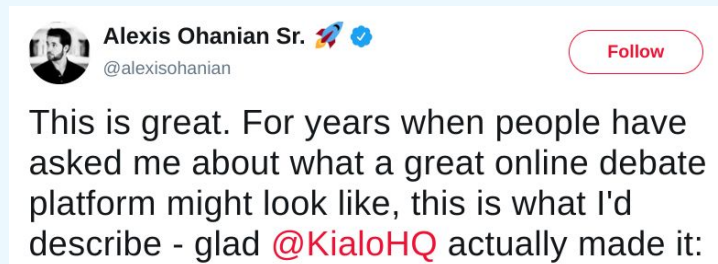 Alexis Ohanian Sr. 🚀
@alexisohanian
Follow
This is great. For years when people have
asked me about what a great online debate
platform might look like, this is what I'd
describe - glad @KialoHQ actually made it: